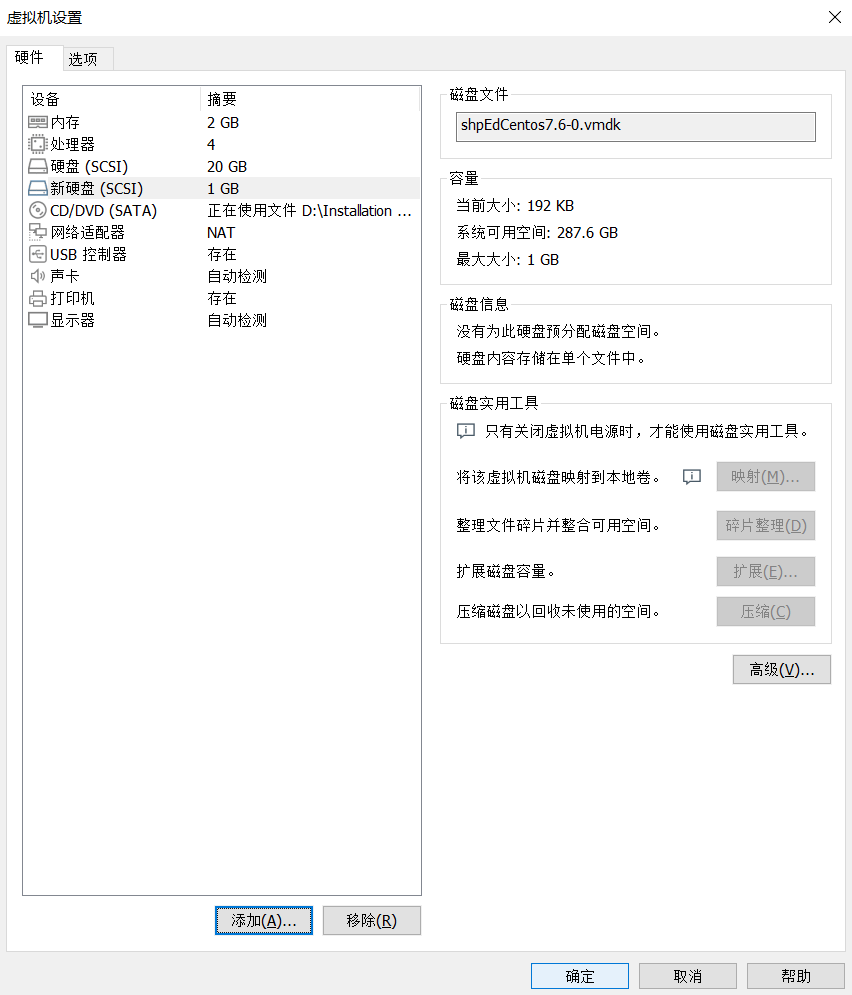 虚拟机设置
硬件 选项
设备 摘要
内存 2 GB
处理器 4
硬盘 (SCSI) 20 GB
新硬盘 (SCSI) 1 GB
CD/DVD (SATA) 正在使用文件 D:\Installation ...
网络适配器 NAT
USB 控制器 存在
声卡 自动检测
打印机 存在
显示器 自动检测
添加(A)... 移除(R)
磁盘文件
shpEdCentos7.6-0.vmdk
容量
当前大小: 192 KB
系统可用空间: 287.6 GB
最大大小: 1 GB
磁盘信息
没有为此硬盘预分配磁盘空间。
硬盘内容存储在单个文件中。
磁盘实用工具
只有关闭虚拟机电源时，才能使用磁盘实用工具。
将该虚拟机磁盘映射到本地卷。 映射(M)...
整理文件碎片并整合可用空间。 碎片整理(D)
扩展磁盘容量。 扩展(E)...
压缩磁盘以回收未使用的空间。 压缩(C)
高级(V)...
确定 取消 帮助